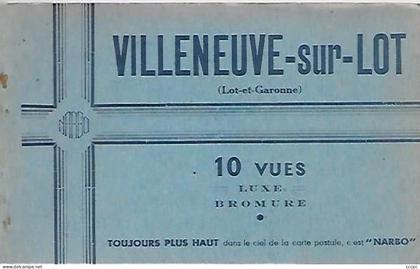 VILLENEUVE-sur-LOT
(Lot-et-Garonne)
NARBO
10 VUES
LUXE
BROMURE
TOUJOURS PLUS HAUT dans le ciel de la carte postale, c'est "NARBO"